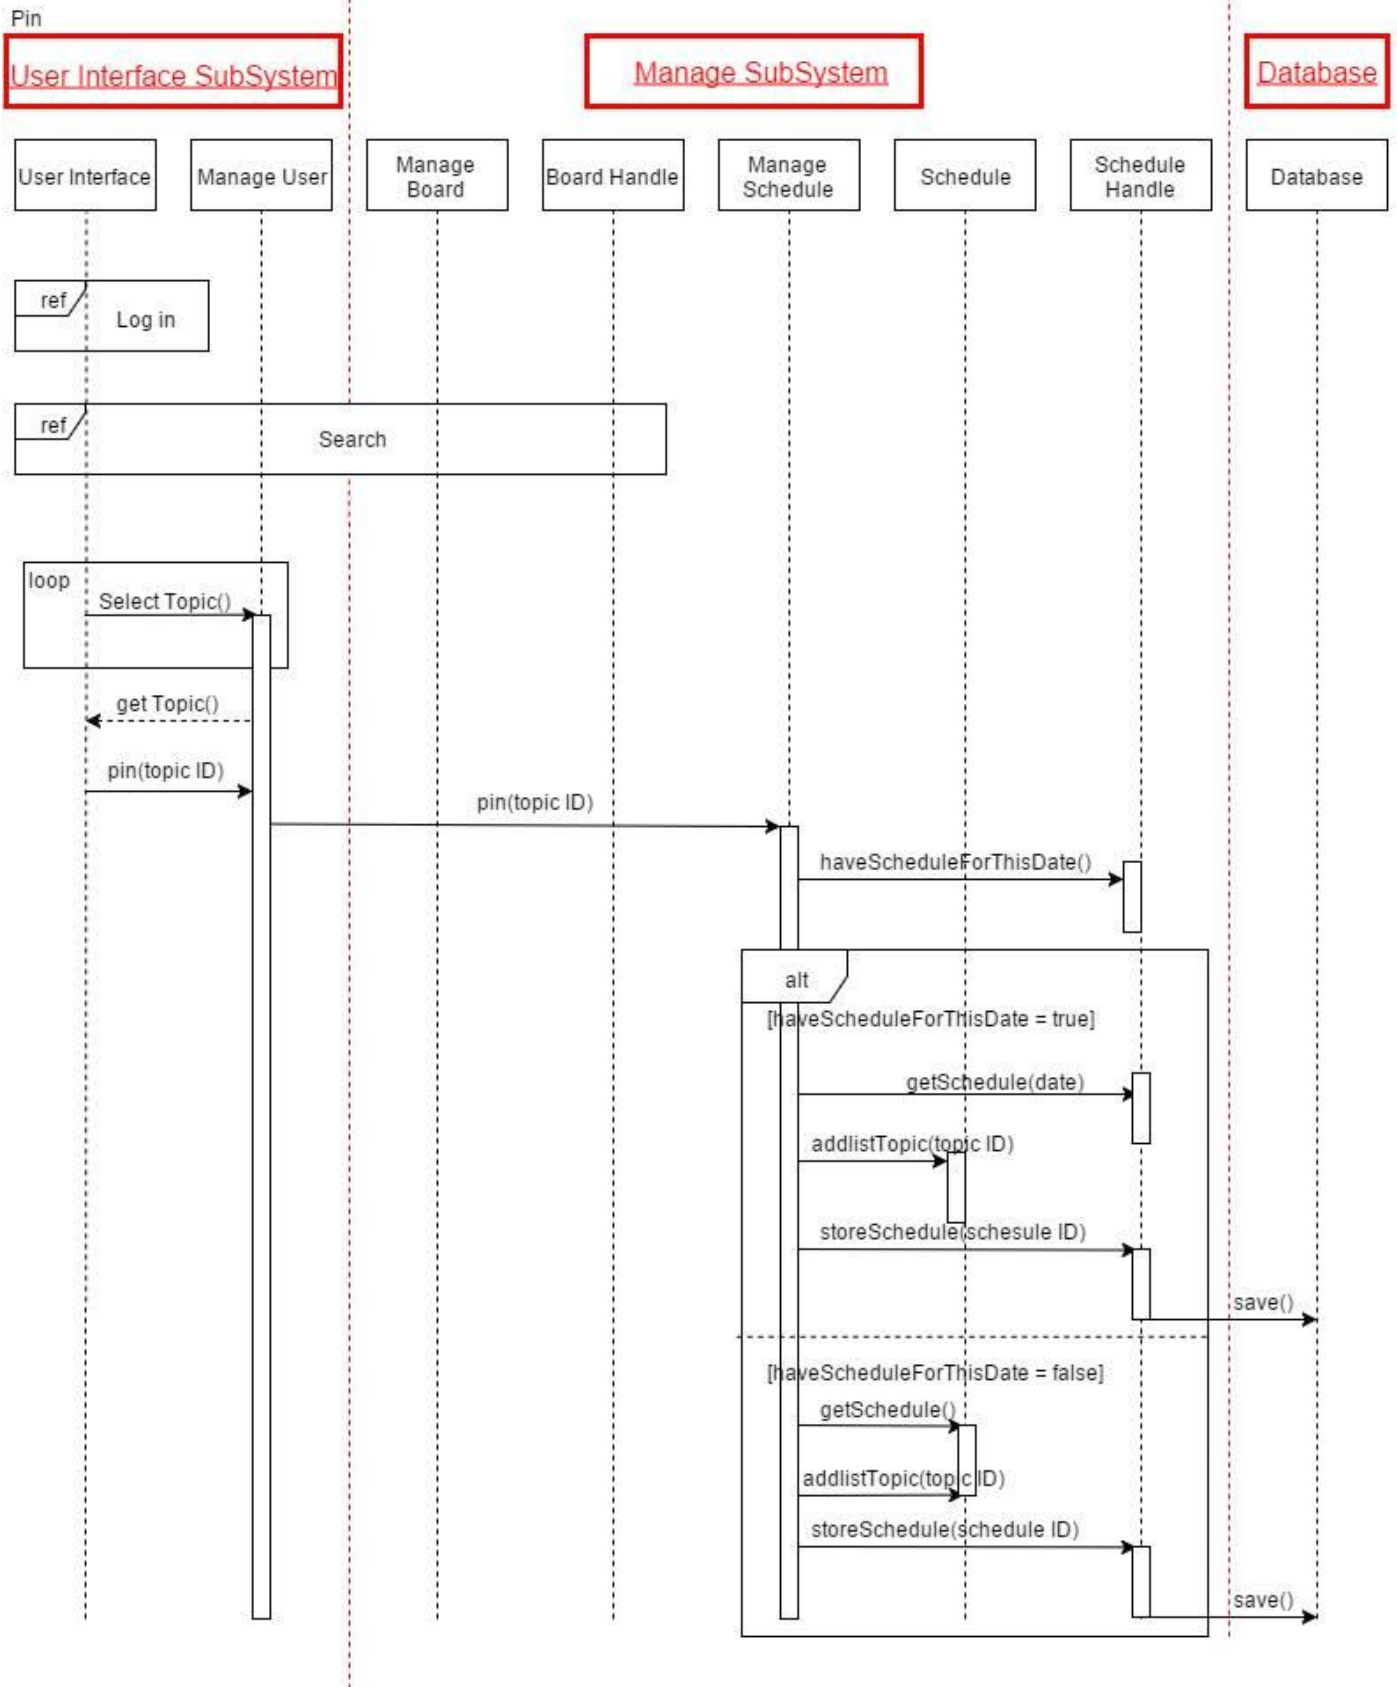 Pin
User Interface SubSystem
Manage SubSystem
Database
User Interface
Manage User
Manage
Board
Board Handle
Manage
Schedule
Schedule
Schedule
Handle
Database
ref
Log in
ref
Search
loop
Select Topic()
get Topic()
pin(topic ID)
pin(topic ID)
haveScheduleForThisDate()
alt
[haveScheduleForThisDate = true]
getSchedule(date)
addlistTopic(topic ID)
storeSchedule(schesule ID)
save()
[haveScheduleForThisDate = false]
getSchedule()
addlistTopic(topic ID)
storeSchedule(schedule ID)
save()